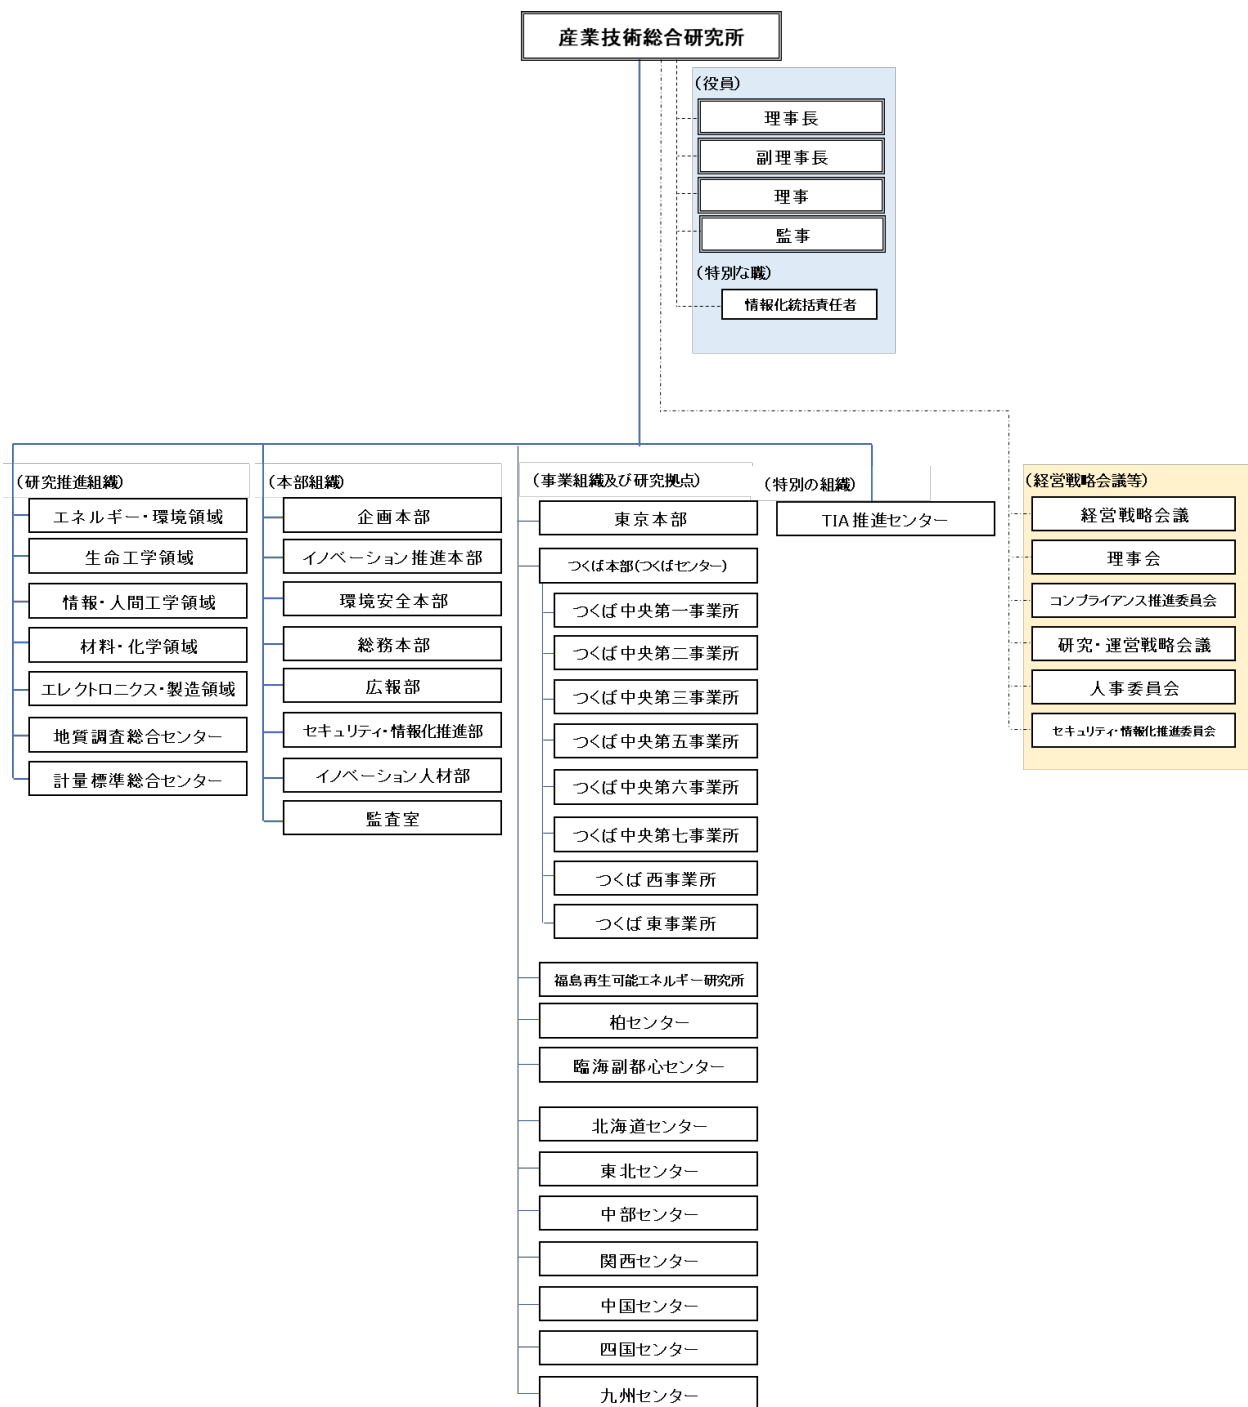 産業技術総合研究所
（役員）
理事長
副理事長
理事
監事
（特別な職）
情報化統括責任者
（研究推進組織）
エネルギー・環境領域
生命工学領域
情報・人間工学領域
材料・化学領域
エレクトロニクス・製造領域
地質調査総合センター
計量標準総合センター
（本部組織）
企画本部
イノベーション推進本部
環境安全本部
総務本部
広報部
セキュリティ・情報化推進部
イノベーション人材部
監査室
（事業組織及び研究拠点）
東京本部
つくば本部(つくばセンター)
つくば中央第一事業所
つくば中央第二事業所
つくば中央第三事業所
つくば中央第五事業所
つくば中央第六事業所
つくば中央第七事業所
つくば西事業所
つくば東事業所
福島再生可能エネルギー研究所
柏センター
臨海副都心センター
北海道センター
東北センター
中部センター
関西センター
中国センター
四国センター
九州センター
（特別の組織）
TIA推進センター
（経営戦略会議等）
経営戦略会議
理事会
コンプライアンス推進委員会
研究・運営戦略会議
人事委員会
セキュリティ・情報化推進委員会